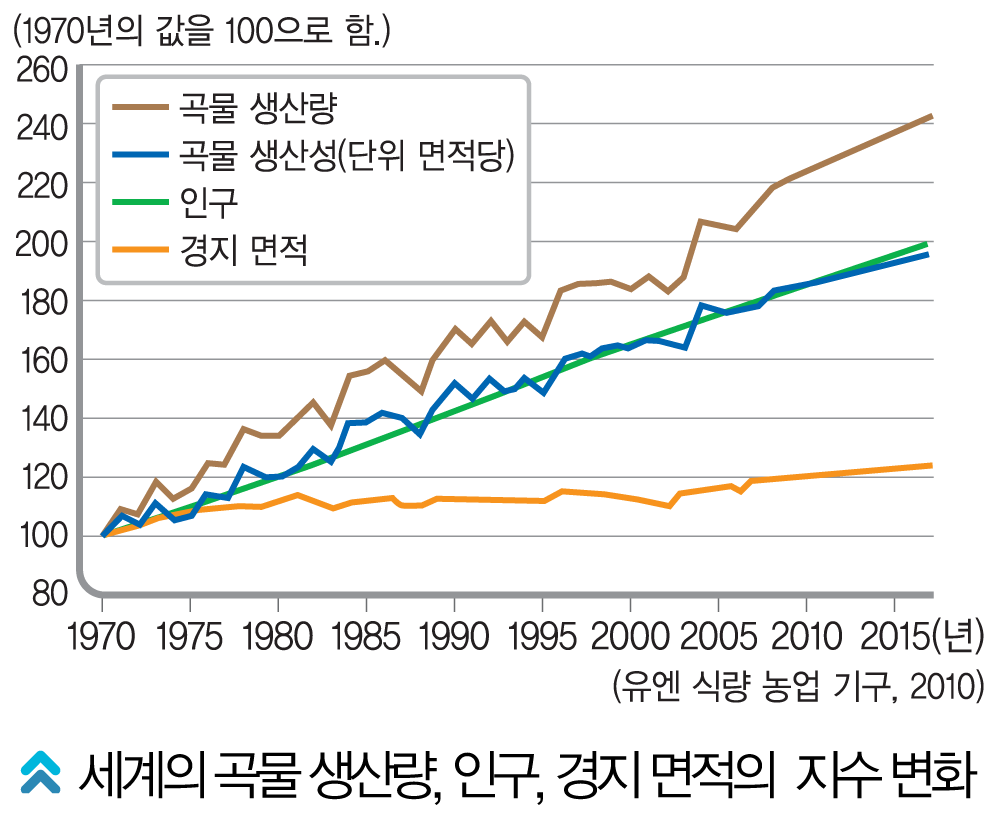 (1970년의 값을 100으로 함.)
260
240
220
200
180
160
140
120
100
80
곡물 생산량
곡물 생산성(단위 면적당)
인구
경지 면적
1970 1975 1980 1985 1990 1995 2000 2005 2010 2015(년)
(유엔 식량 농업 기구, 2010)
세계의 곡물 생산량, 인구, 경지 면적의 지수 변화